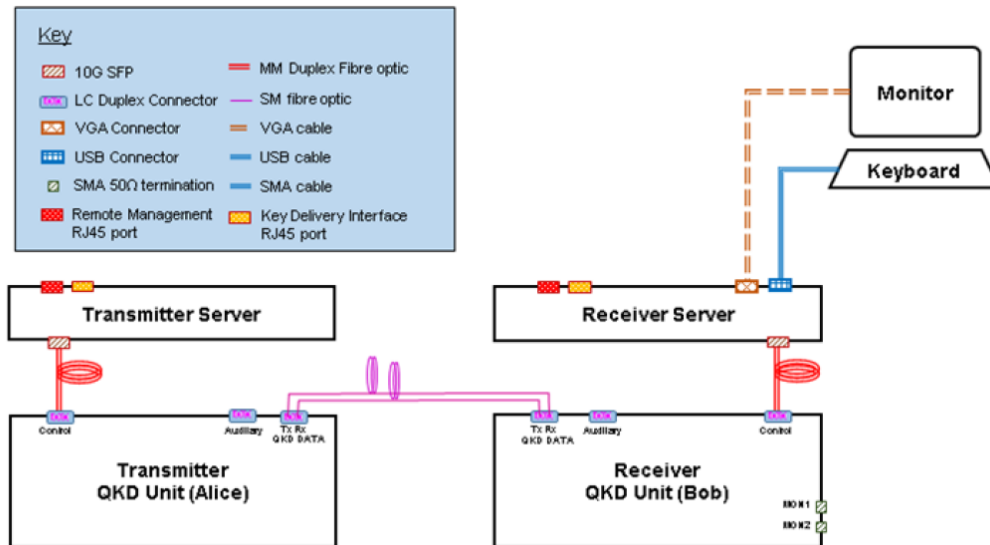 Key
10G SFP
MM Duplex Fibre optic
LC Duplex Connector
SM fibre optic
VGA Connector
VGA cable
USB Connector
USB cable
SMA 50Ω termination
SMA cable
Remote Management
RJ45 port
Key Delivery Interface
RJ45 port
Monitor
Keyboard
Transmitter Server
Receiver Server
Control
Auxiliary
Tx Rx
QKD DATA
Tx Rx
QKD DATA
Auxiliary
Control
Transmitter
QKD Unit (Alice)
Receiver
QKD Unit (Bob)
MON1
MON2